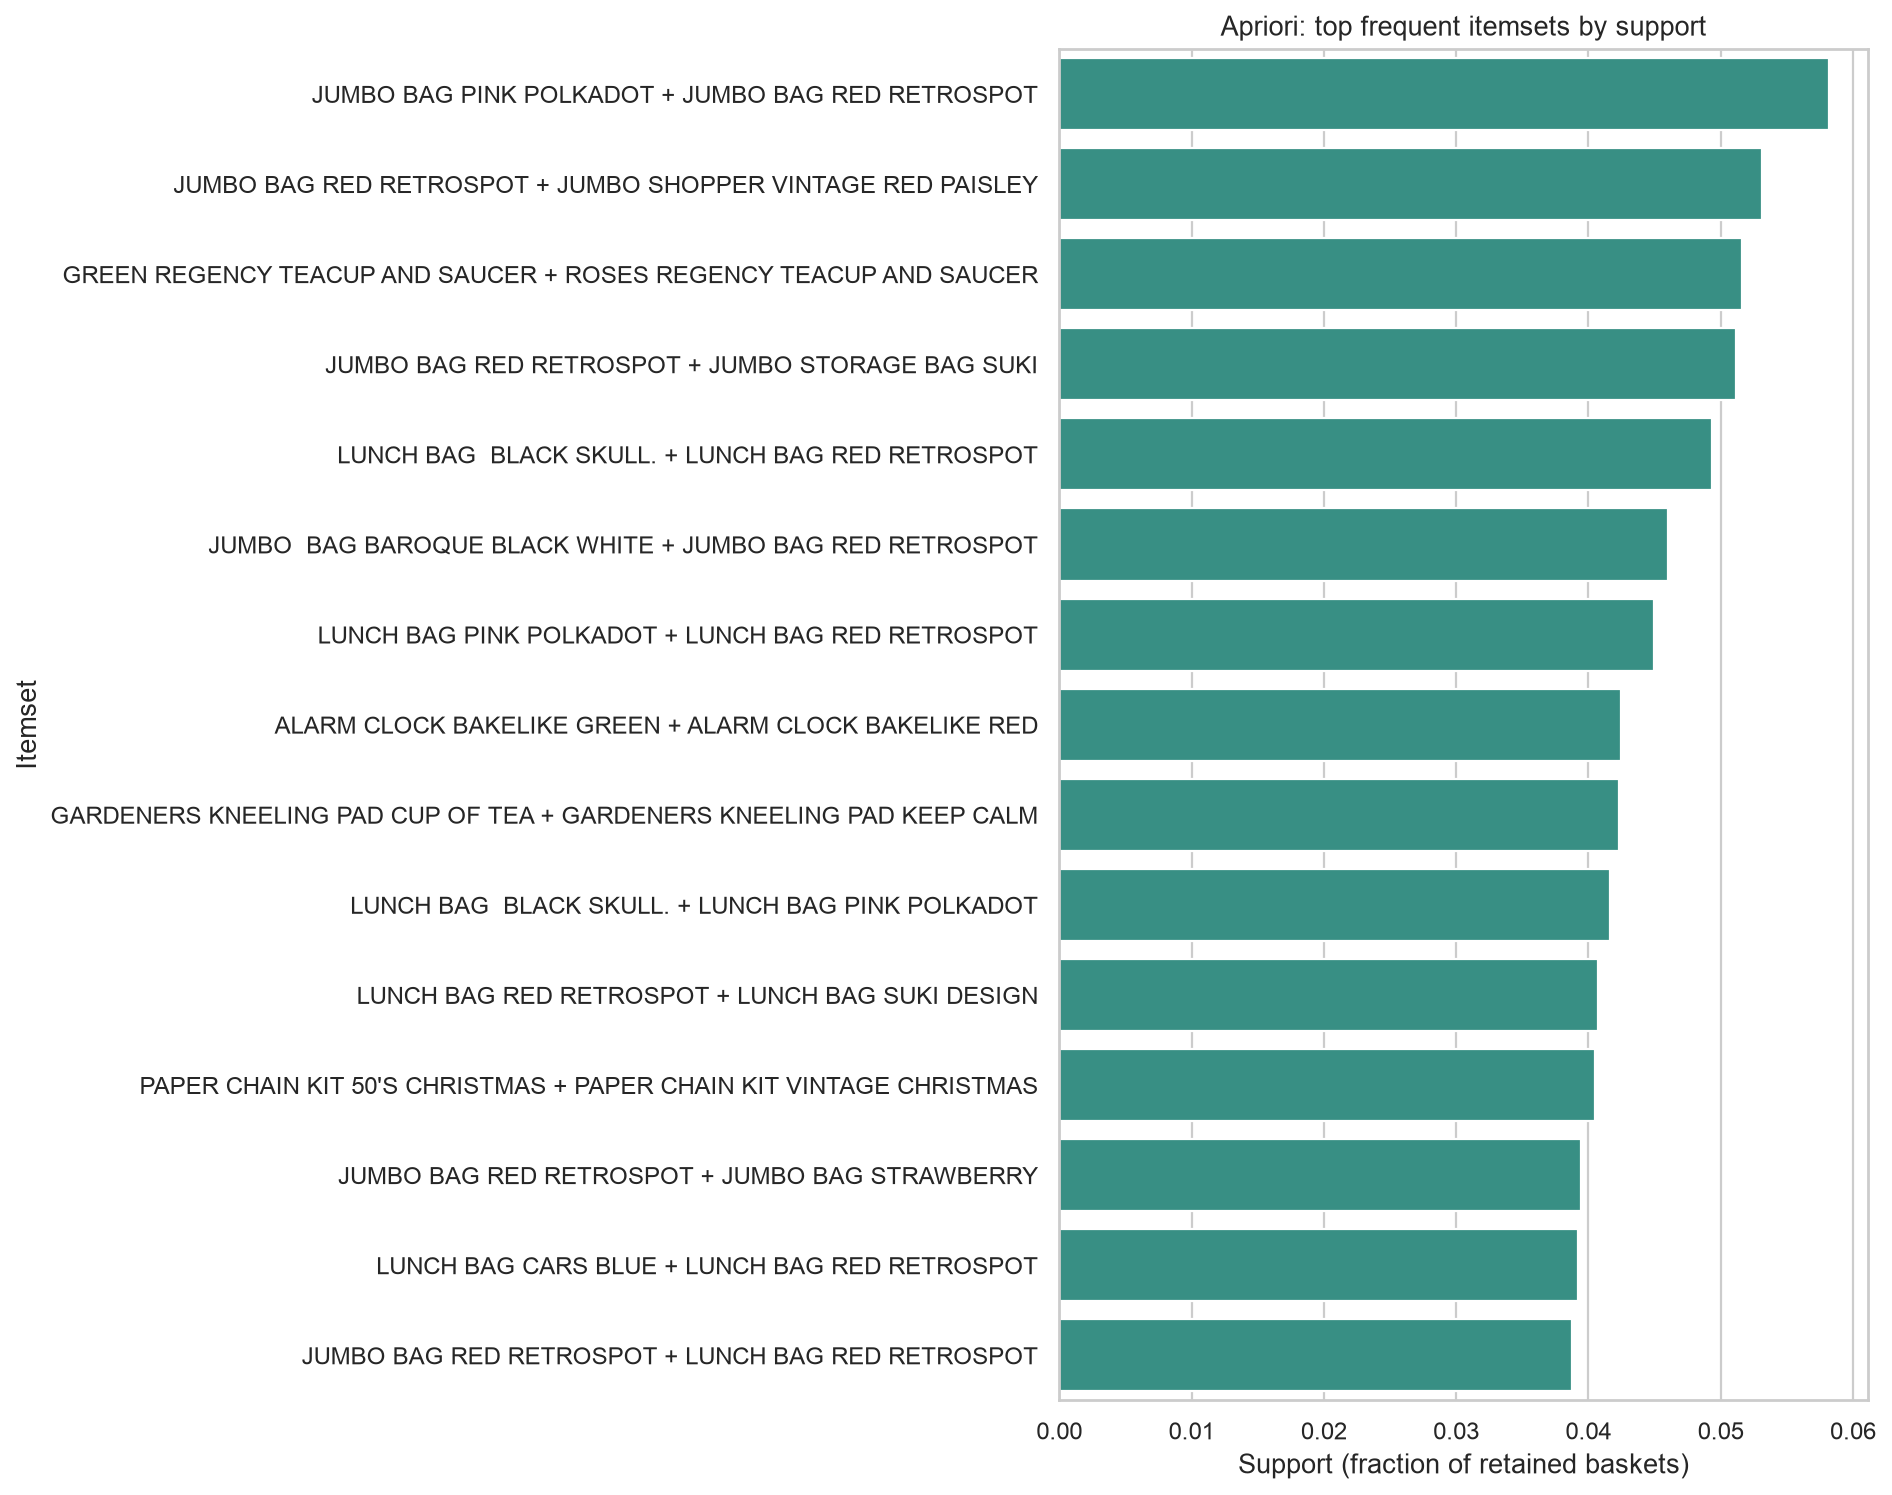 Apriori: top frequent itemsets by support
JUMBO BAG PINK POLKADOT + JUMBO BAG RED RETROSPOT
JUMBO BAG RED RETROSPOT + JUMBO SHOPPER VINTAGE RED PAISLEY
GREEN REGENCY TEACUP AND SAUCER + ROSES REGENCY TEACUP AND SAUCER
JUMBO BAG RED RETROSPOT + JUMBO STORAGE BAG SUKI
LUNCH BAG  BLACK SKULL. + LUNCH BAG RED RETROSPOT
JUMBO  BAG BAROQUE BLACK WHITE + JUMBO BAG RED RETROSPOT
LUNCH BAG PINK POLKADOT + LUNCH BAG RED RETROSPOT
ALARM CLOCK BAKELIKE GREEN + ALARM CLOCK BAKELIKE RED
GARDENERS KNEELING PAD CUP OF TEA + GARDENERS KNEELING PAD KEEP CALM
LUNCH BAG  BLACK SKULL. + LUNCH BAG PINK POLKADOT
LUNCH BAG RED RETROSPOT + LUNCH BAG SUKI DESIGN
PAPER CHAIN KIT 50'S CHRISTMAS + PAPER CHAIN KIT VINTAGE CHRISTMAS
JUMBO BAG RED RETROSPOT + JUMBO BAG STRAWBERRY
LUNCH BAG CARS BLUE + LUNCH BAG RED RETROSPOT
JUMBO BAG RED RETROSPOT + LUNCH BAG RED RETROSPOT
Itemset
0.00 0.01 0.02 0.03 0.04 0.05 0.06
Support (fraction of retained baskets)